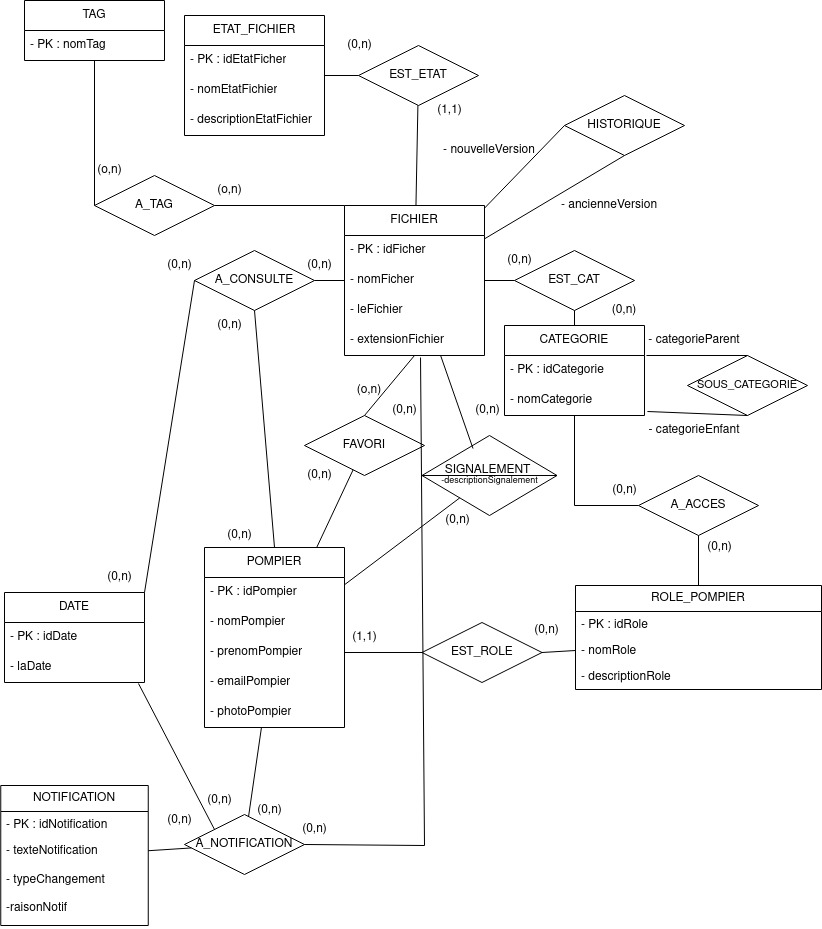 TAG
- PK : nomTag
ETAT_FICHIER
- PK : idEtatFicher
- nomEtatFichier
- descriptionEtatFichier
(0,n)
EST_ETAT
(1,1)
HISTORIQUE
- nouvelleVersion
- ancienneVersion
(o,n)
A_TAG
(o,n)
FICHIER
- PK : idFicher
- nomFicher
- leFichier
- extensionFichier
(0,n)
A_CONSULTE
(0,n)
(0,n)
(0,n)
EST_CAT
(0,n)
CATEGORIE
- PK : idCategorie
- nomCategorie
- categorieParent
SOUS_CATEGORIE
- categorieEnfant
(o,n)
(0,n)
(0,n)
FAVORI
(0,n)
SIGNALEMENT
-descriptionSignalement
(0,n)
(0,n)
A_ACCES
(0,n)
(0,n)
(0,n)
POMPIER
- PK : idPompier
- nomPompier
- prenomPompier
- emailPompier
- photoPompier
DATE
- PK : idDate
- laDate
(1,1)
EST_ROLE
(0,n)
ROLE_POMPIER
- PK : idRole
- nomRole
- descriptionRole
NOTIFICATION
- PK : idNotification
- texteNotification
- typeChangement
-raisonNotif
(0,n)
(0,n)
(0,n)
(0,n)
A_NOTIFICATION